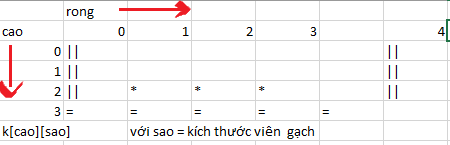 rong
cao 0 1 2 3 4
0 || ||
1 || ||
2 || * * * ||
3 = = = = =
k[cao][sao] với sao = kích thước viên gạch